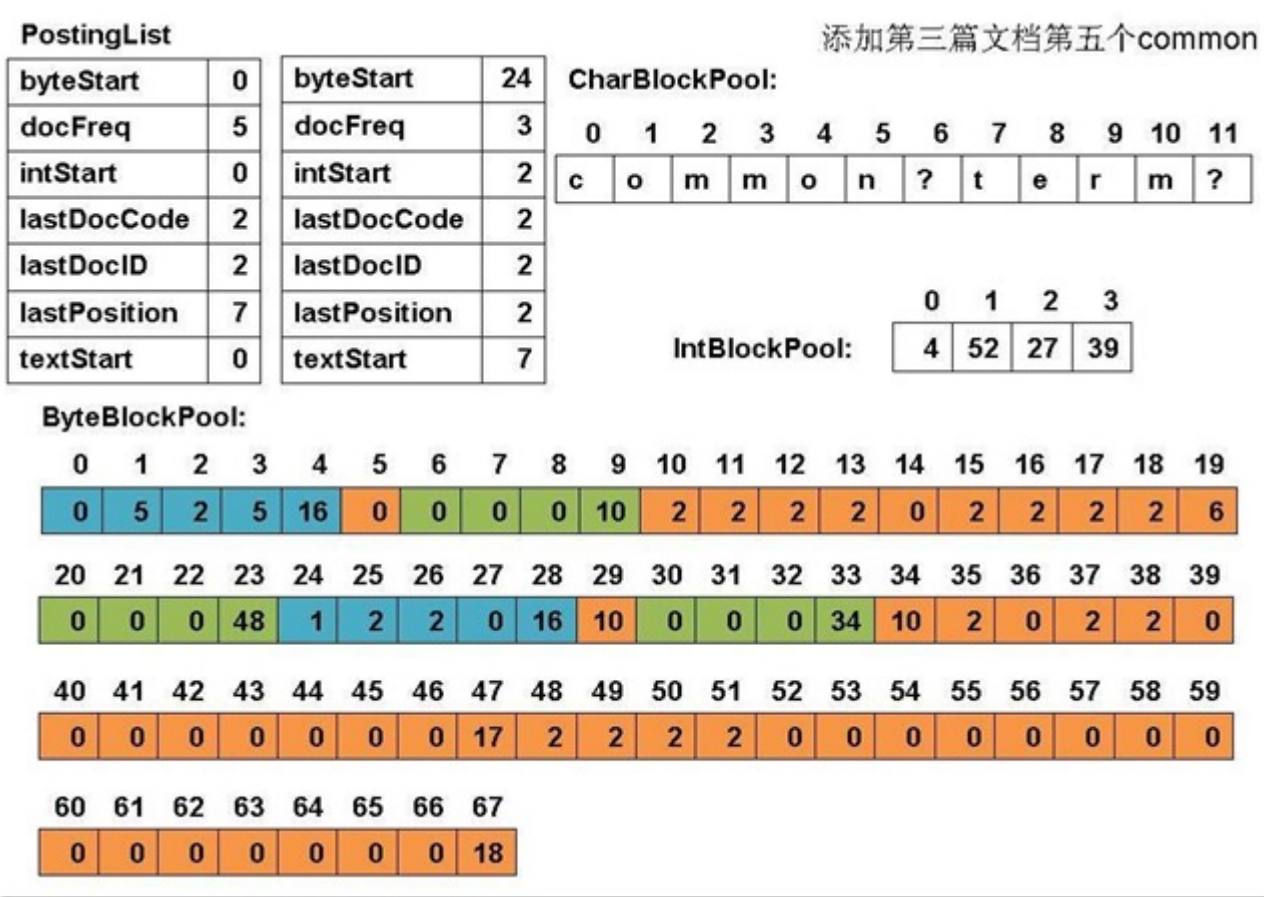 PostingList
添加第三篇文档第五个common
byteStart 0
docFreq 5
intStart 0
lastDocCode 2
lastDocID 2
lastPosition 7
textStart 0
byteStart 24
docFreq 3
intStart 2
lastDocCode 2
lastDocID 2
lastPosition 2
textStart 7
CharBlockPool:
0 1 2 3 4 5 6 7 8 9 10 11
c o m m o n ? t e r m ?
0 1 2 3
IntBlockPool: 4 52 27 39
ByteBlockPool:
0 1 2 3 4 5 6 7 8 9 10 11 12 13 14 15 16 17 18 19
0 5 2 5 16 0 0 0 0 10 2 2 2 2 0 2 2 2 2 6
20 21 22 23 24 25 26 27 28 29 30 31 32 33 34 35 36 37 38 39
0 0 0 48 1 2 2 0 16 10 0 0 0 34 10 2 0 2 2 0
40 41 42 43 44 45 46 47 48 49 50 51 52 53 54 55 56 57 58 59
0 0 0 0 0 0 0 17 2 2 2 2 0 0 0 0 0 0 0 0
60 61 62 63 64 65 66 67
0 0 0 0 0 0 0 18